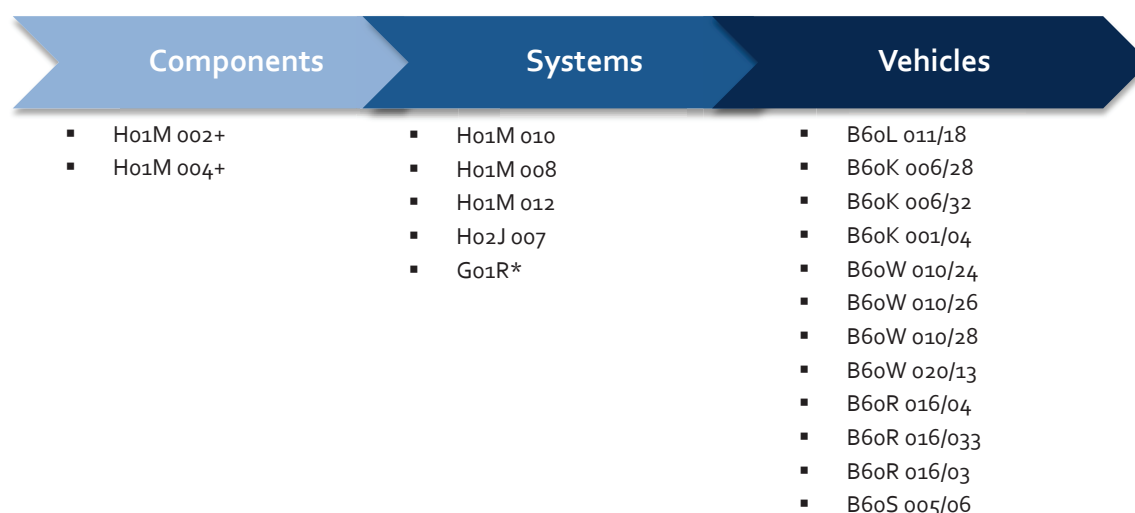 Components
Systems
Vehicles
▪ H01M 002+
▪ H01M 004+
▪ H01M 010
▪ H01M 008
▪ H01M 012
▪ H02J 007
▪ G01R*
▪ B60L 011/18
▪ B60K 006/28
▪ B60K 006/32
▪ B60K 001/04
▪ B60W 010/24
▪ B60W 010/26
▪ B60W 010/28
▪ B60W 020/13
▪ B60R 016/04
▪ B60R 016/033
▪ B60R 016/03
▪ B60S 005/06